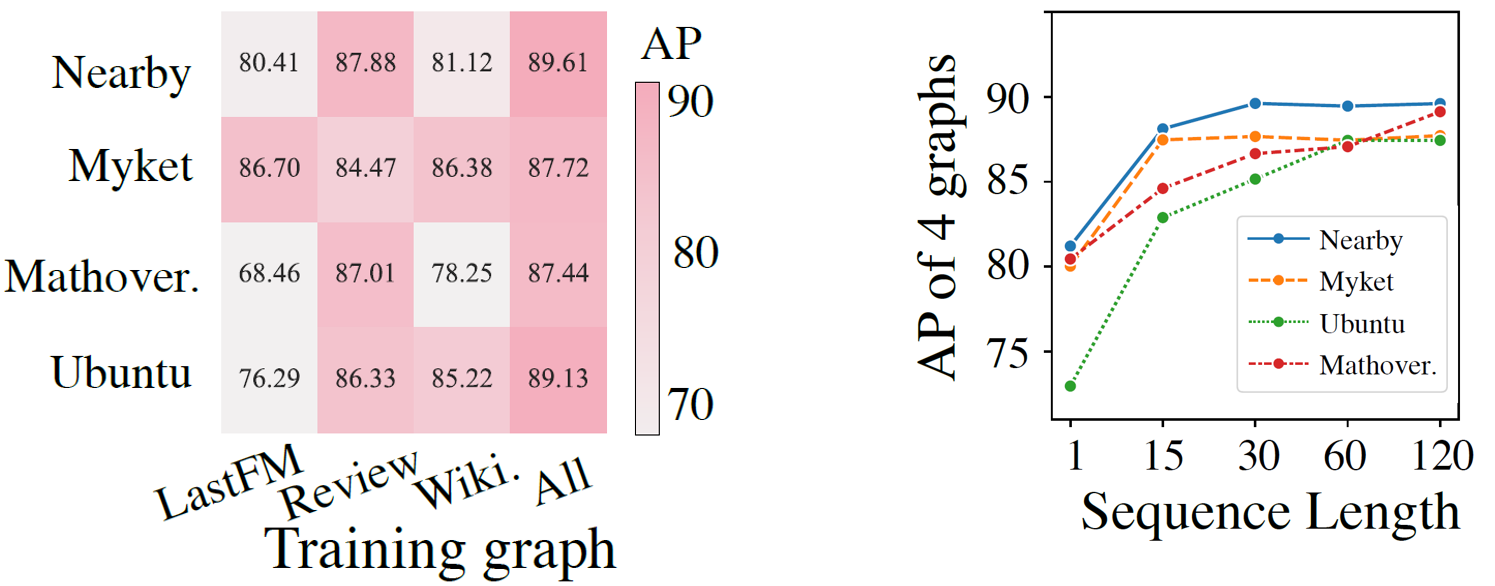 AP
Nearby 80.41 87.88 81.12 89.61
Myket 86.70 84.47 86.38 87.72
Mathover. 68.46 87.01 78.25 87.44
Ubuntu 76.29 86.33 85.22 89.13
90
80
70
LastFM Review Wiki. All
Training graph
AP of 4 graphs
90
85
80
75
Nearby
Myket
Ubuntu
Mathover.
1 15 30 60 120
Sequence Length